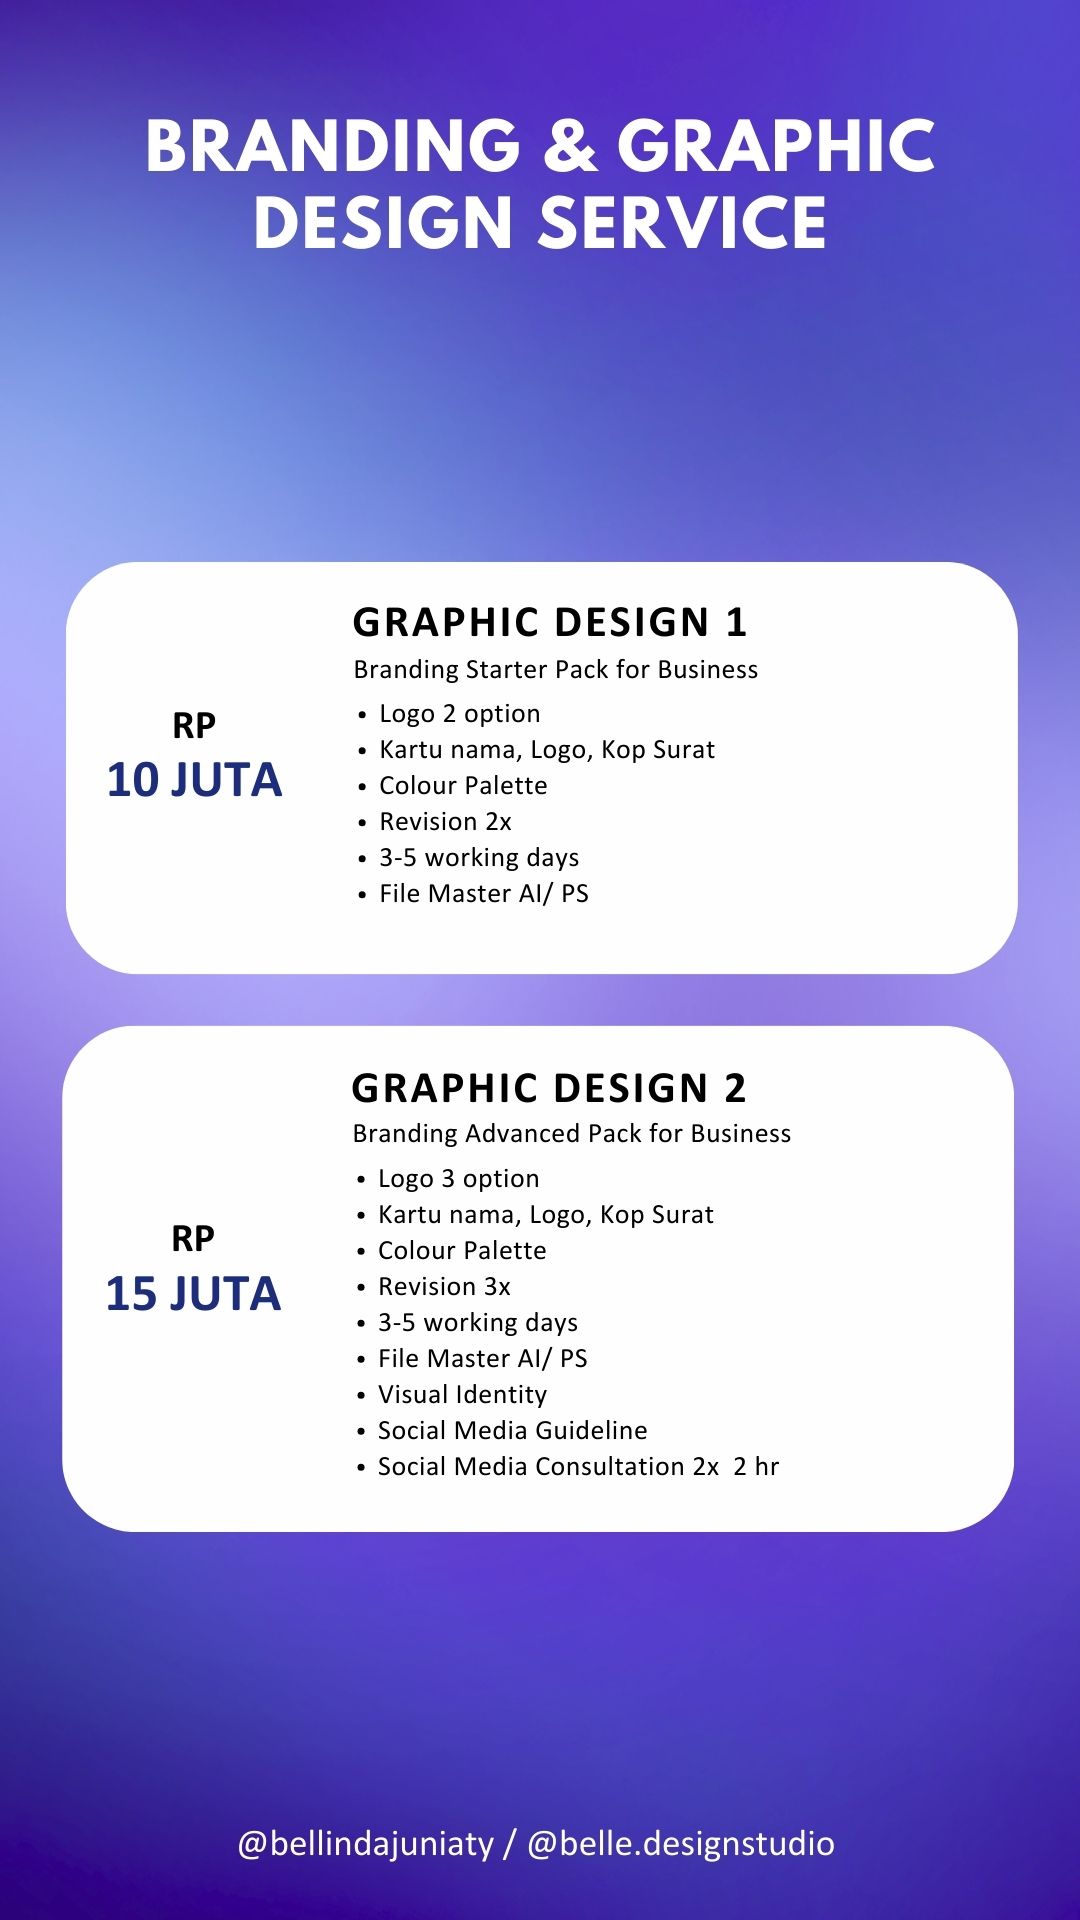 BRANDING & GRAPHIC
DESIGN SERVICE
RP
10 JUTA
GRAPHIC DESIGN 1
Branding Starter Pack for Business
• Logo 2 option
• Kartu nama, Logo, Kop Surat
• Colour Palette
• Revision 2x
• 3-5 working days
• File Master AI/ PS
RP
15 JUTA
GRAPHIC DESIGN 2
Branding Advanced Pack for Business
• Logo 3 option
• Kartu nama, Logo, Kop Surat
• Colour Palette
• Revision 3x
• 3-5 working days
• File Master AI/ PS
• Visual Identity
• Social Media Guideline
• Social Media Consultation 2x  2 hr
@bellindajuniaty / @belle.designstudio